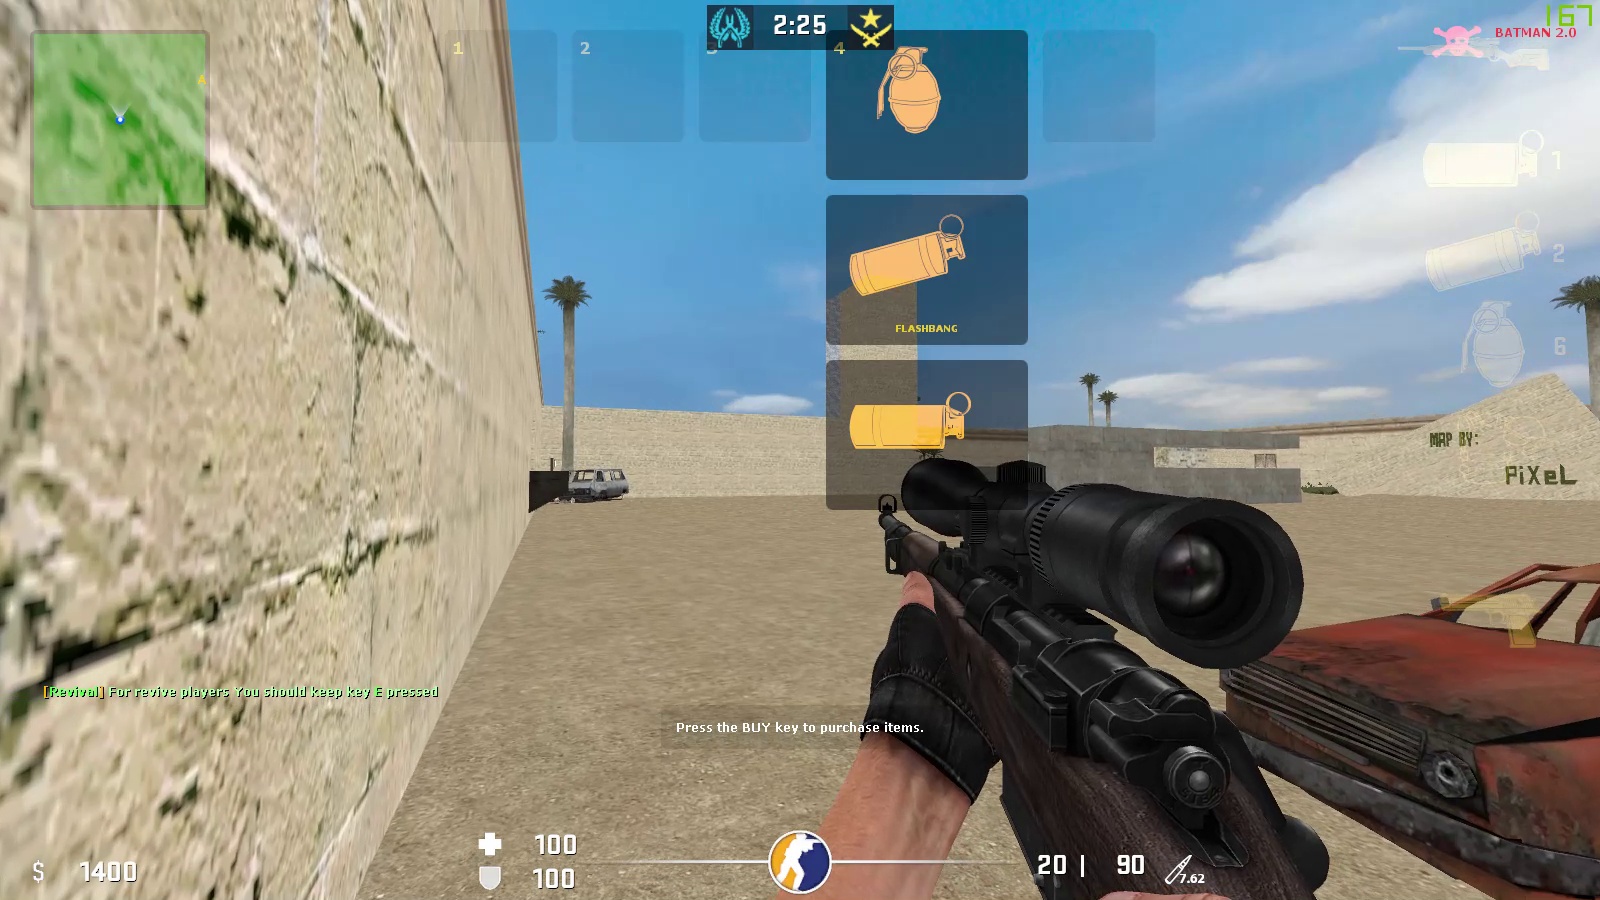 167
2:25
BATMAN 2.0
1
2
3
4
A
1
2
FLASHBANG
6
MAP BY:
PiXeL
[Revival] For revive players You should keep key E pressed
Press the BUY key to purchase items.
$ 1400
100
100
20 | 90
7.62